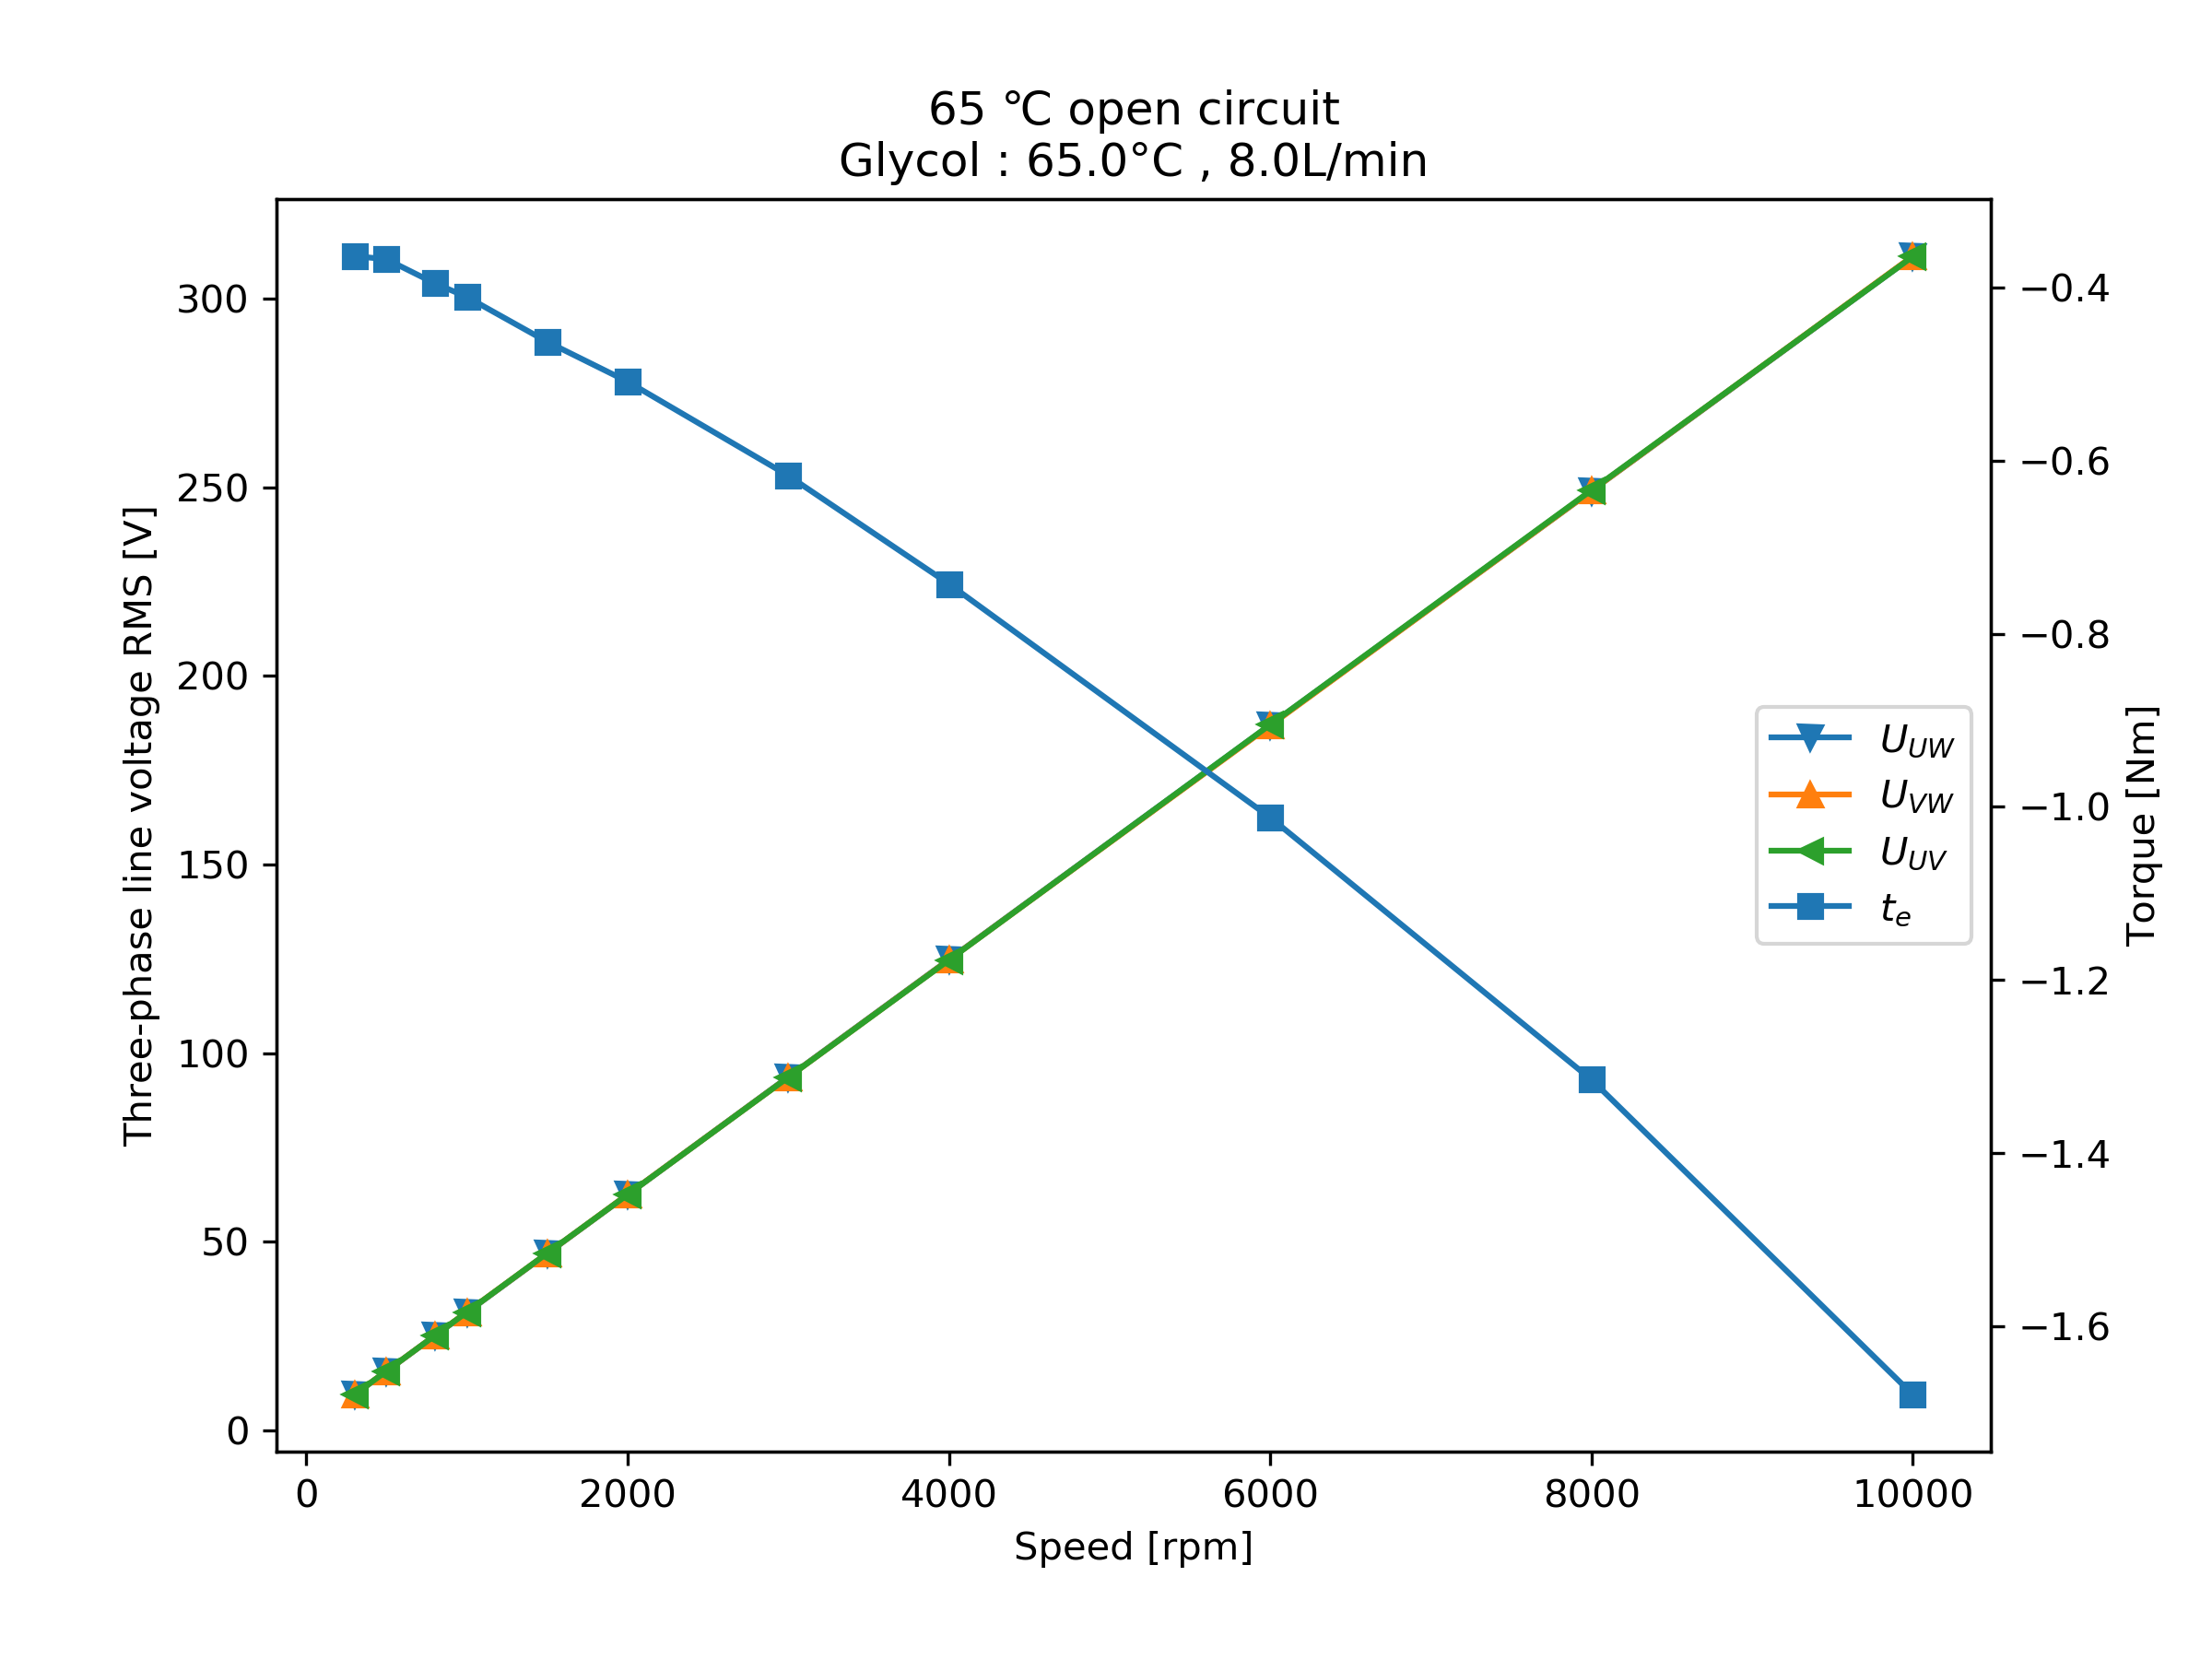 65 °C open circuit
Glycol : 65.0°C , 8.0L/min
Three-phase line voltage RMS [V]
300
250
200
150
100
50
0
0
2000
4000
6000
8000
10000
Speed [rpm]
−0.4
−0.6
−0.8
−1.0
−1.2
−1.4
−1.6
Torque [Nm]
U_UW
U_VW
U_UV
t_e